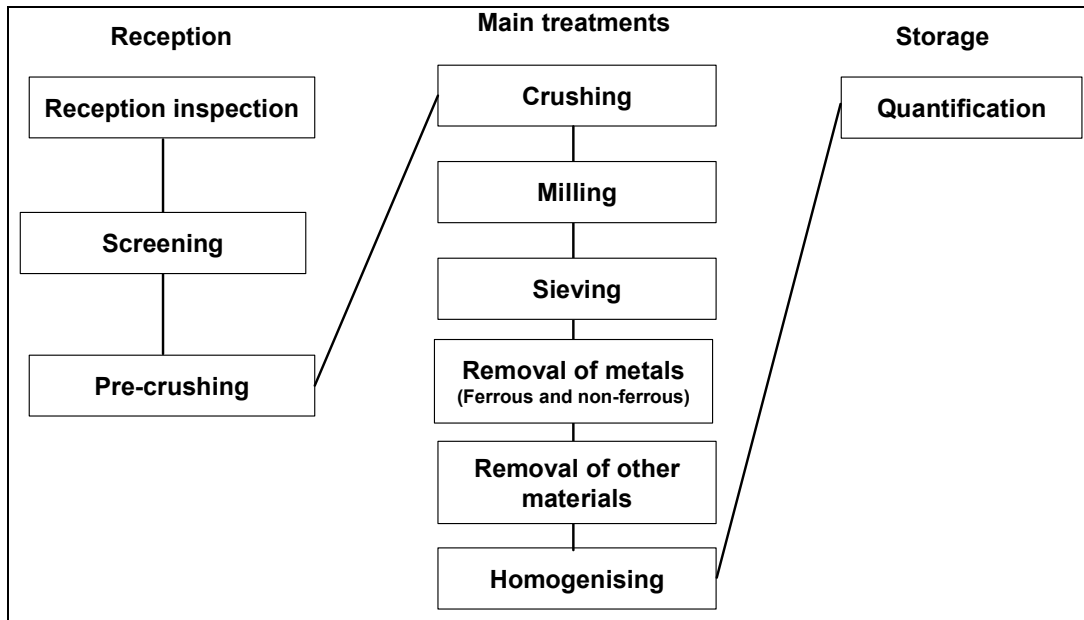 Reception
Reception inspection
Screening
Pre-crushing
Main treatments
Crushing
Milling
Sieving
Removal of metals
(Ferrous and non-ferrous)
Removal of other
materials
Homogenising
Storage
Quantification